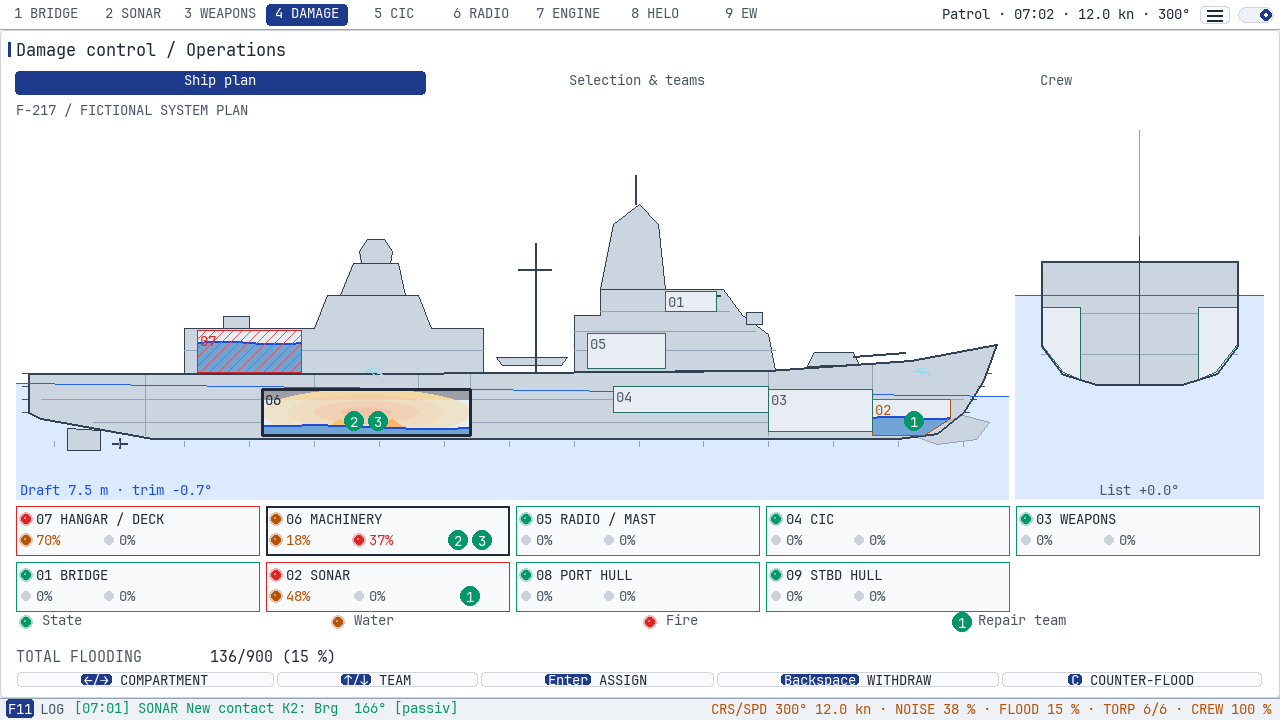 1 BRIDGE 2 SONAR 3 WEAPONS 4 DAMAGE 5 CIC 6 RADIO 7 ENGINE 8 HELO 9 EW Patrol · 07:02 · 12.0 kn · 300°
Damage control / Operations
Ship plan Selection & teams Crew
F-217 / FICTIONAL SYSTEM PLAN
01
07
05
06
04
03
02
2 3
1
Draft 7.5 m · trim -0.7°
List +0.0°
07 HANGAR / DECK 06 MACHINERY 05 RADIO / MAST 04 CIC 03 WEAPONS
70% 0% 18% 37% 2 3 0% 0% 0% 0% 0% 0%
01 BRIDGE 02 SONAR 08 PORT HULL 09 STBD HULL
0% 0% 48% 0% 1 0% 0% 0% 0%
State Water Fire 1 Repair team
TOTAL FLOODING 136/900 (15 %)
←/→ COMPARTMENT ↑/↓ TEAM Enter ASSIGN Backspace WITHDRAW C COUNTER-FLOOD
F11 LOG [07:01] SONAR New contact K2: Brg 166° [passiv] CRS/SPD 300° 12.0 kn · NOISE 38 % · FLOOD 15 % · TORP 6/6 · CREW 100 %